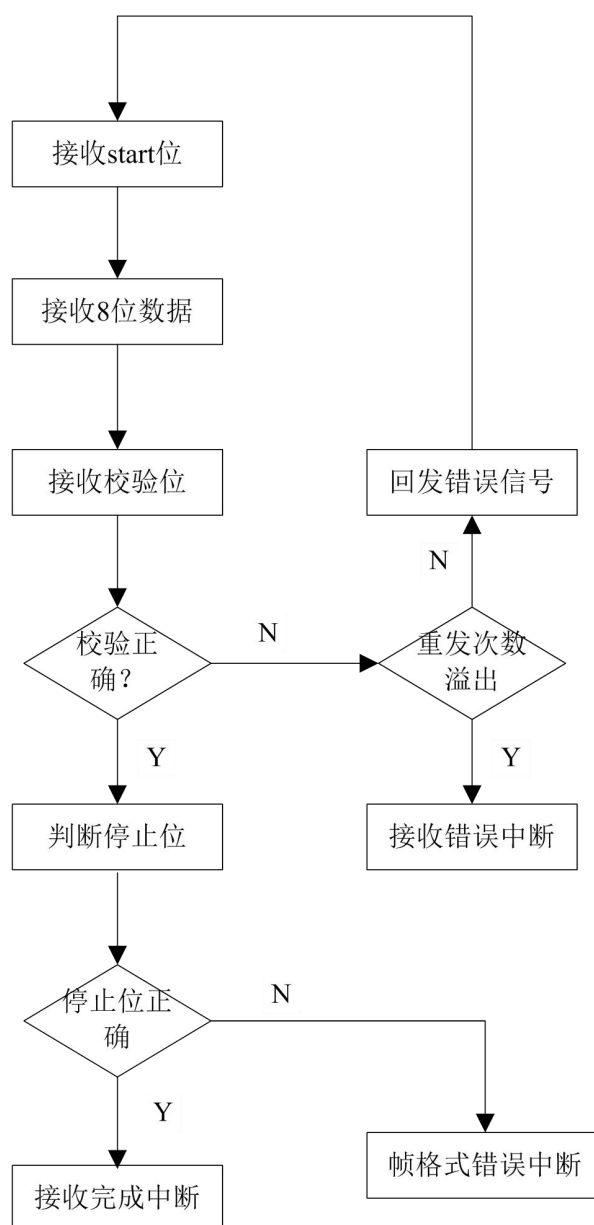 接收start位
接收8位数据
接收校验位
回发错误信号
N
校验正
确？
N
重发次数
溢出
Y
Y
判断停止位
接收错误中断
停止位正
确
N
Y
帧格式错误中断
接收完成中断